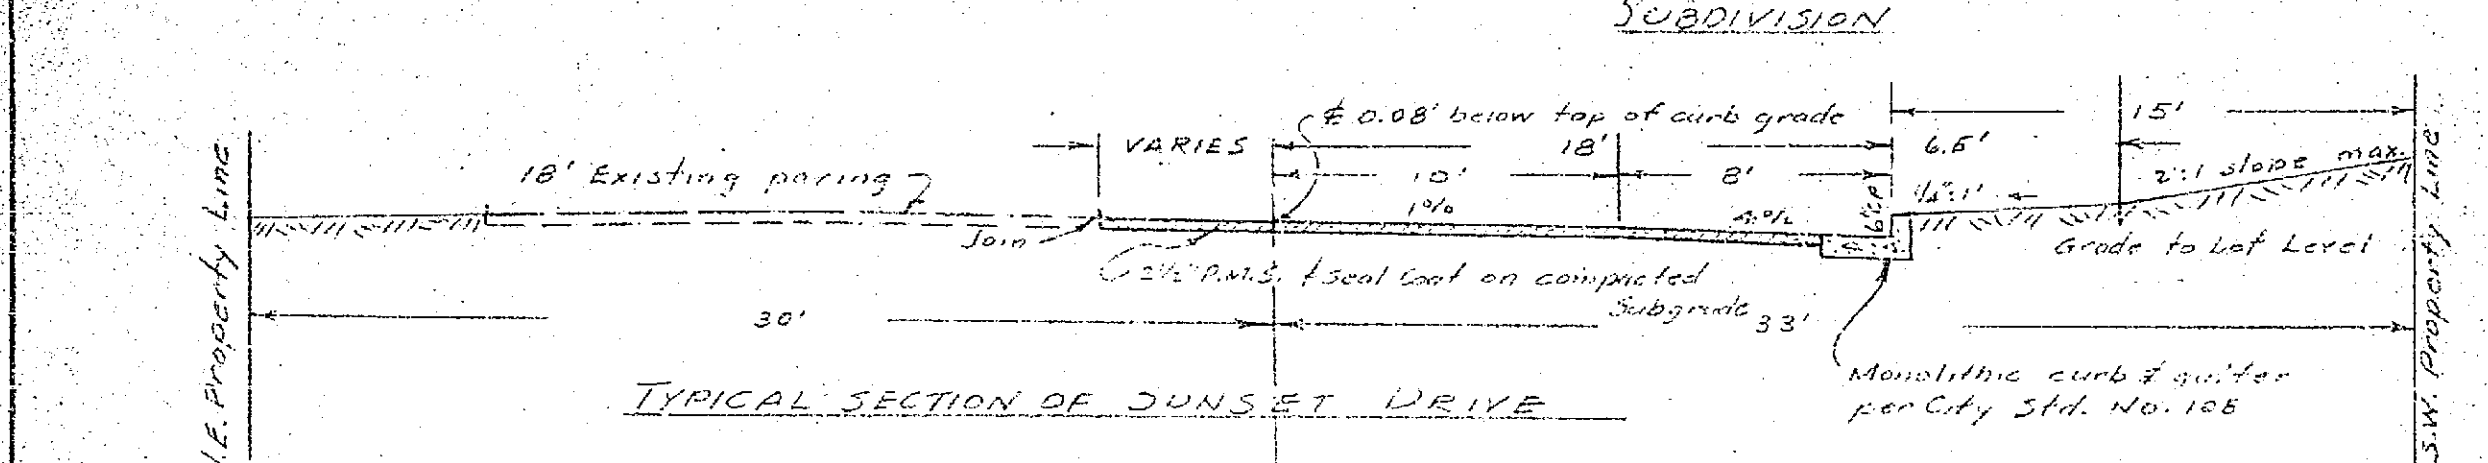 SUBDIVISION
℄ 0.08' below top of curb grade
15'
VARIES
18'
6.5'
18' Existing paving
10'
8'
2:1 slope max.
1%
4%
6" CF
1/4":1'
Join
Grade to Lot Level
2½" P.M.S. & Seal Coat on compacted
Subgrade
30'
33'
Monolithic curb & gutter
per City Std. No.
TYPICAL SECTION OF SUNSET DRIVE
.E. Property Line
S.W. Property Line